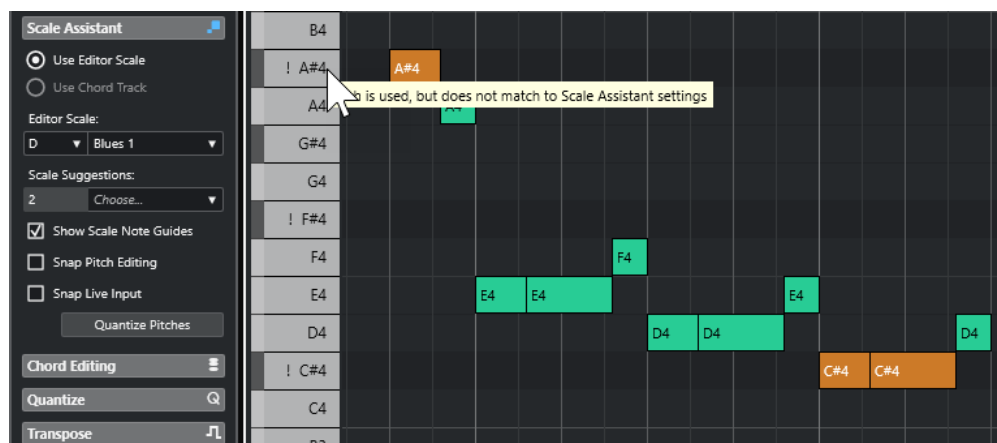 Scale Assistant
Use Editor Scale
Use Chord Track
Editor Scale:
D Blues 1
Scale Suggestions:
2 Choose...
Show Scale Note Guides
Snap Pitch Editing
Snap Live Input
Quantize Pitches
Chord Editing
Quantize Q
Transpose
B4
! A#4 A#4
is used, but does not match to Scale Assistant settings
A4 A4
G#4
G4
! F#4
F4 F4
E4 E4 E4 E4
D4 D4 D4 D4
! C#4 C#4 C#4
C4